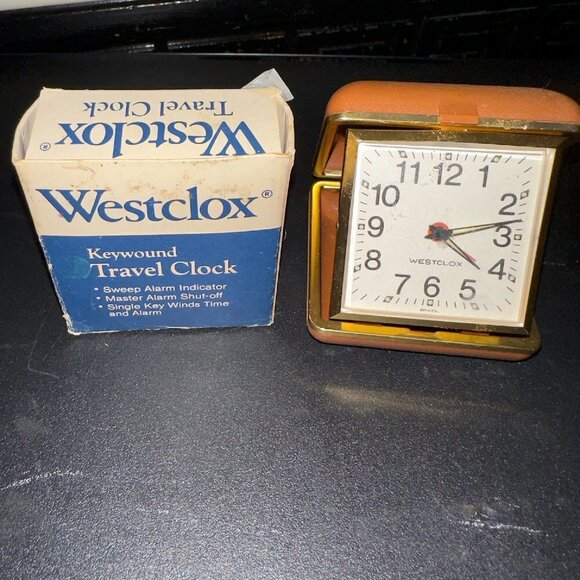 Travel Clock
Westclox®
Westclox®
Keywound
Travel Clock
• Sweep Alarm Indicator
• Master Alarm Shut-off
• Single Key Winds Time
and Alarm
11 12 1
10 2
9 3
8 4
7 6 5
WESTCLOX
BRAZIL